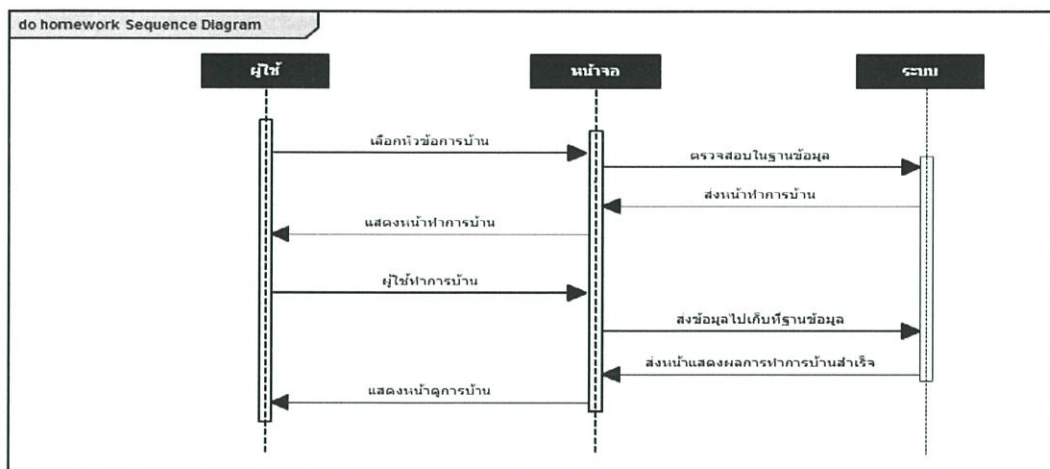 do homework Sequence Diagram
ผู้ใช้
หน้าจอ
ระบบ
เลือกหัวข้อการบ้าน
ตรวจสอบในฐานข้อมูล
ส่งหน้าทำการบ้าน
แสดงหน้าทำการบ้าน
ผู้ใช้ทำการบ้าน
ส่งข้อมูลไปเก็บที่ฐานข้อมูล
ส่งหน้าแสดงผลการทำการบ้านสำเร็จ
แสดงหน้าดูการบ้าน